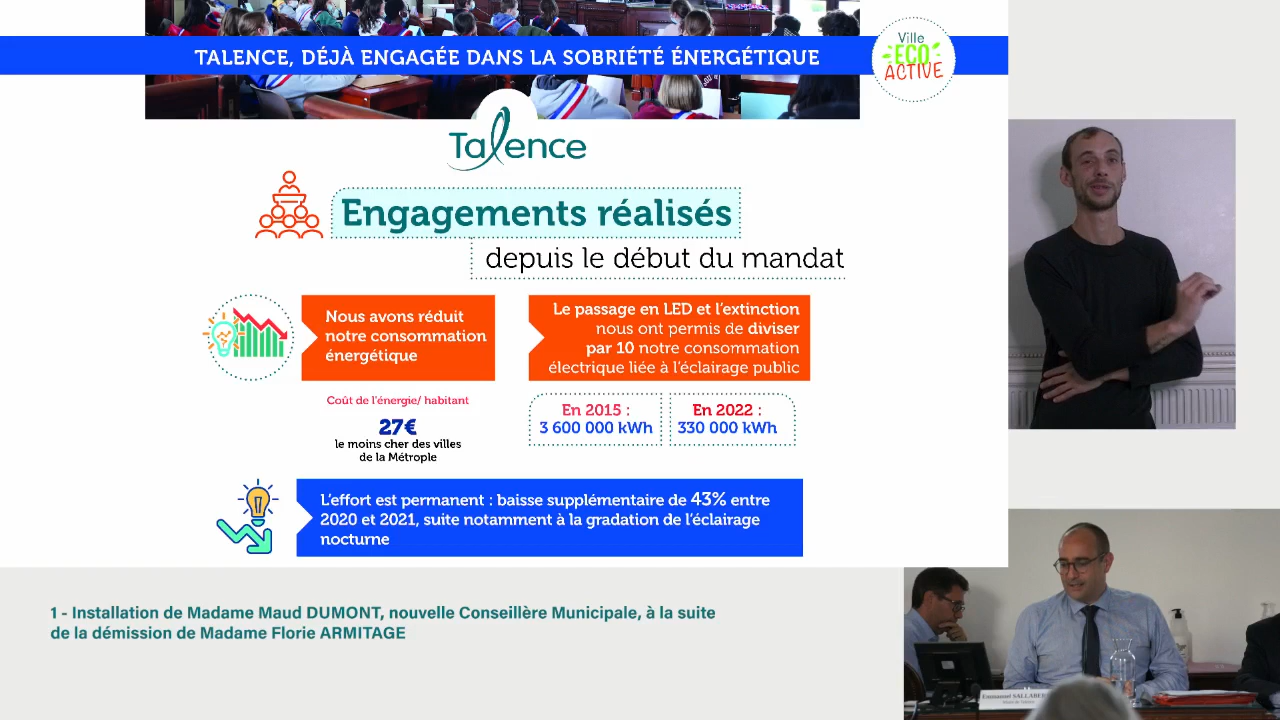 TALENCE, DÉJÀ ENGAGÉE DANS LA SOBRIÉTÉ ÉNERGÉTIQUE
Ville
ECO
ACTIVE
Talence
Engagements réalisés
depuis le début du mandat
Nous avons réduit
notre consommation
énergétique
Le passage en LED et l'extinction
nous ont permis de diviser
par 10 notre consommation
électrique liée à l'éclairage public
Coût de l'énergie/ habitant
27€
le moins cher des villes
de la Métrople
En 2015 :
3 600 000 kWh
En 2022 :
330 000 kWh
L'effort est permanent : baisse supplémentaire de 43% entre
2020 et 2021, suite notamment à la gradation de l'éclairage
nocturne
1 - Installation de Madame Maud DUMONT, nouvelle Conseillère Municipale, à la suite
de la démission de Madame Florie ARMITAGE
Emmanuel